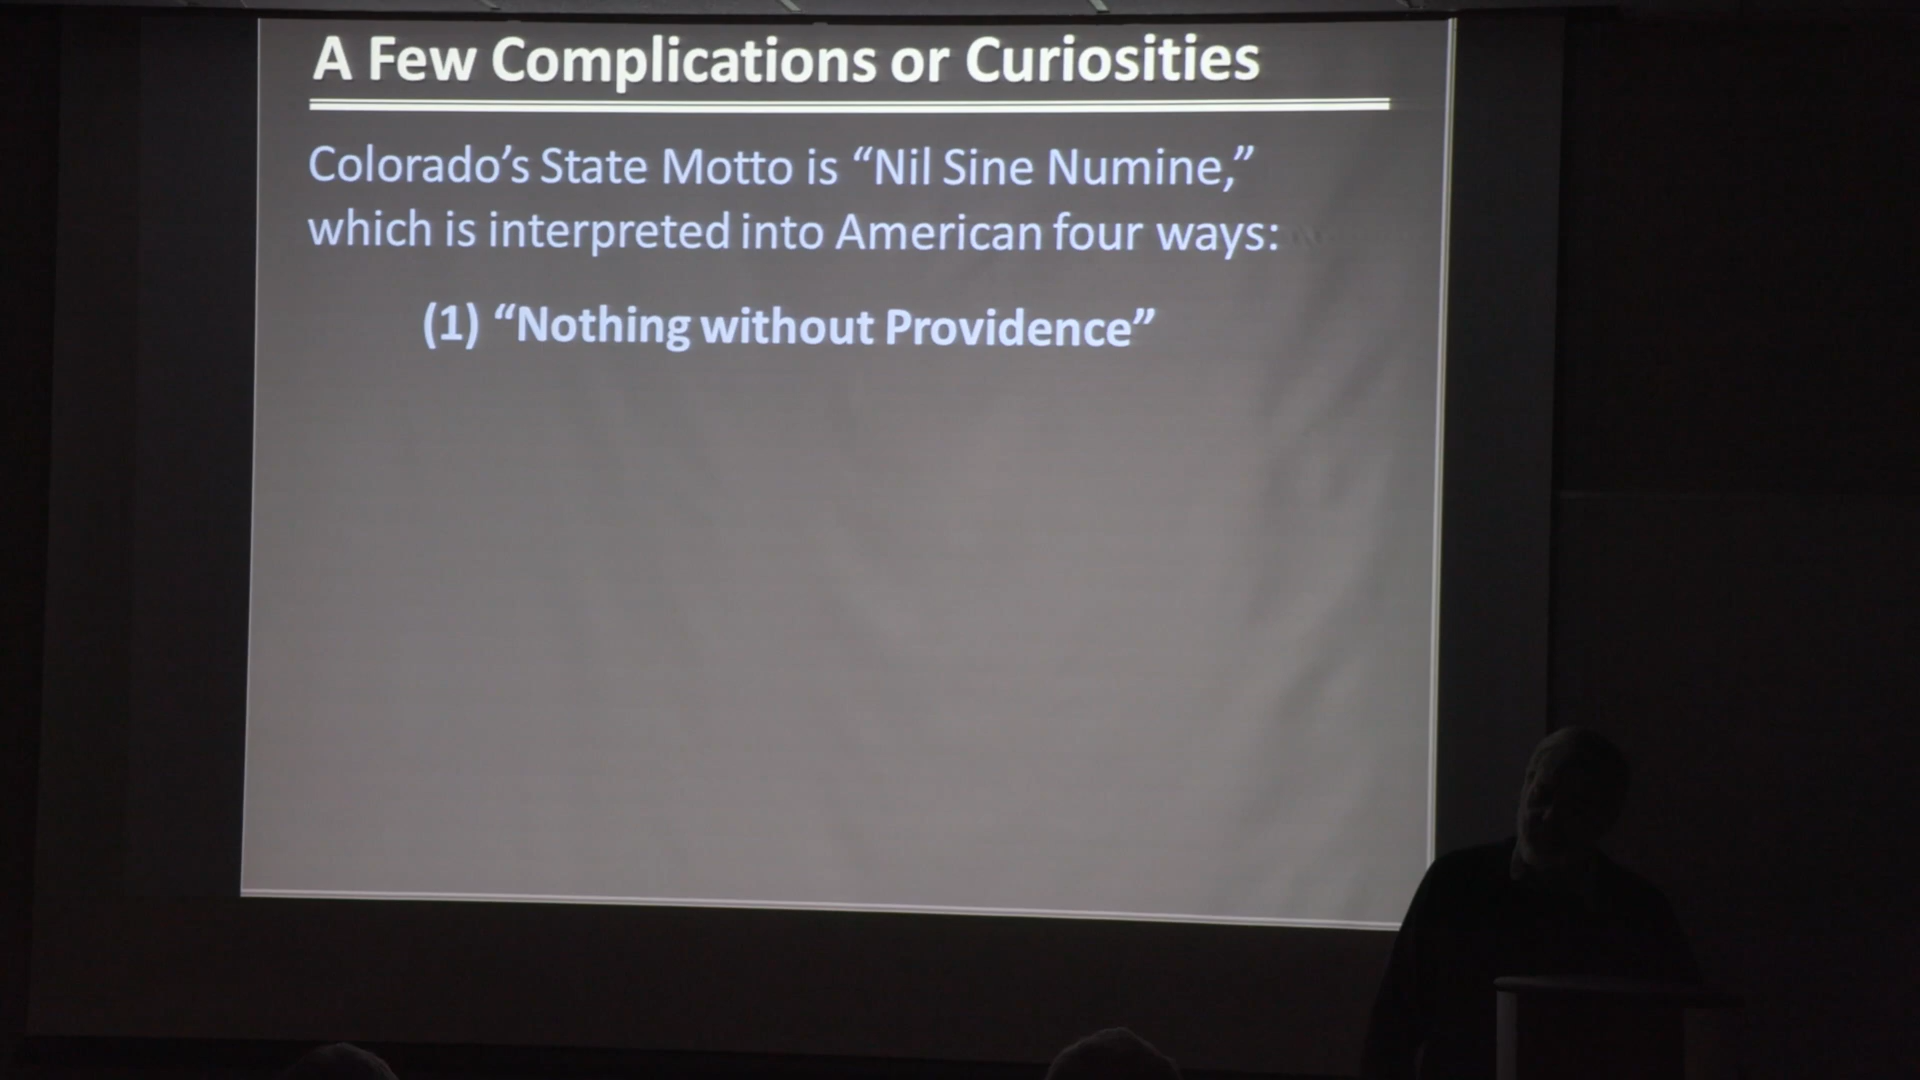 A Few Complications or Curiosities
Colorado’s State Motto is “Nil Sine Numine,”
which is interpreted into American four ways:
(1) “Nothing without Providence”